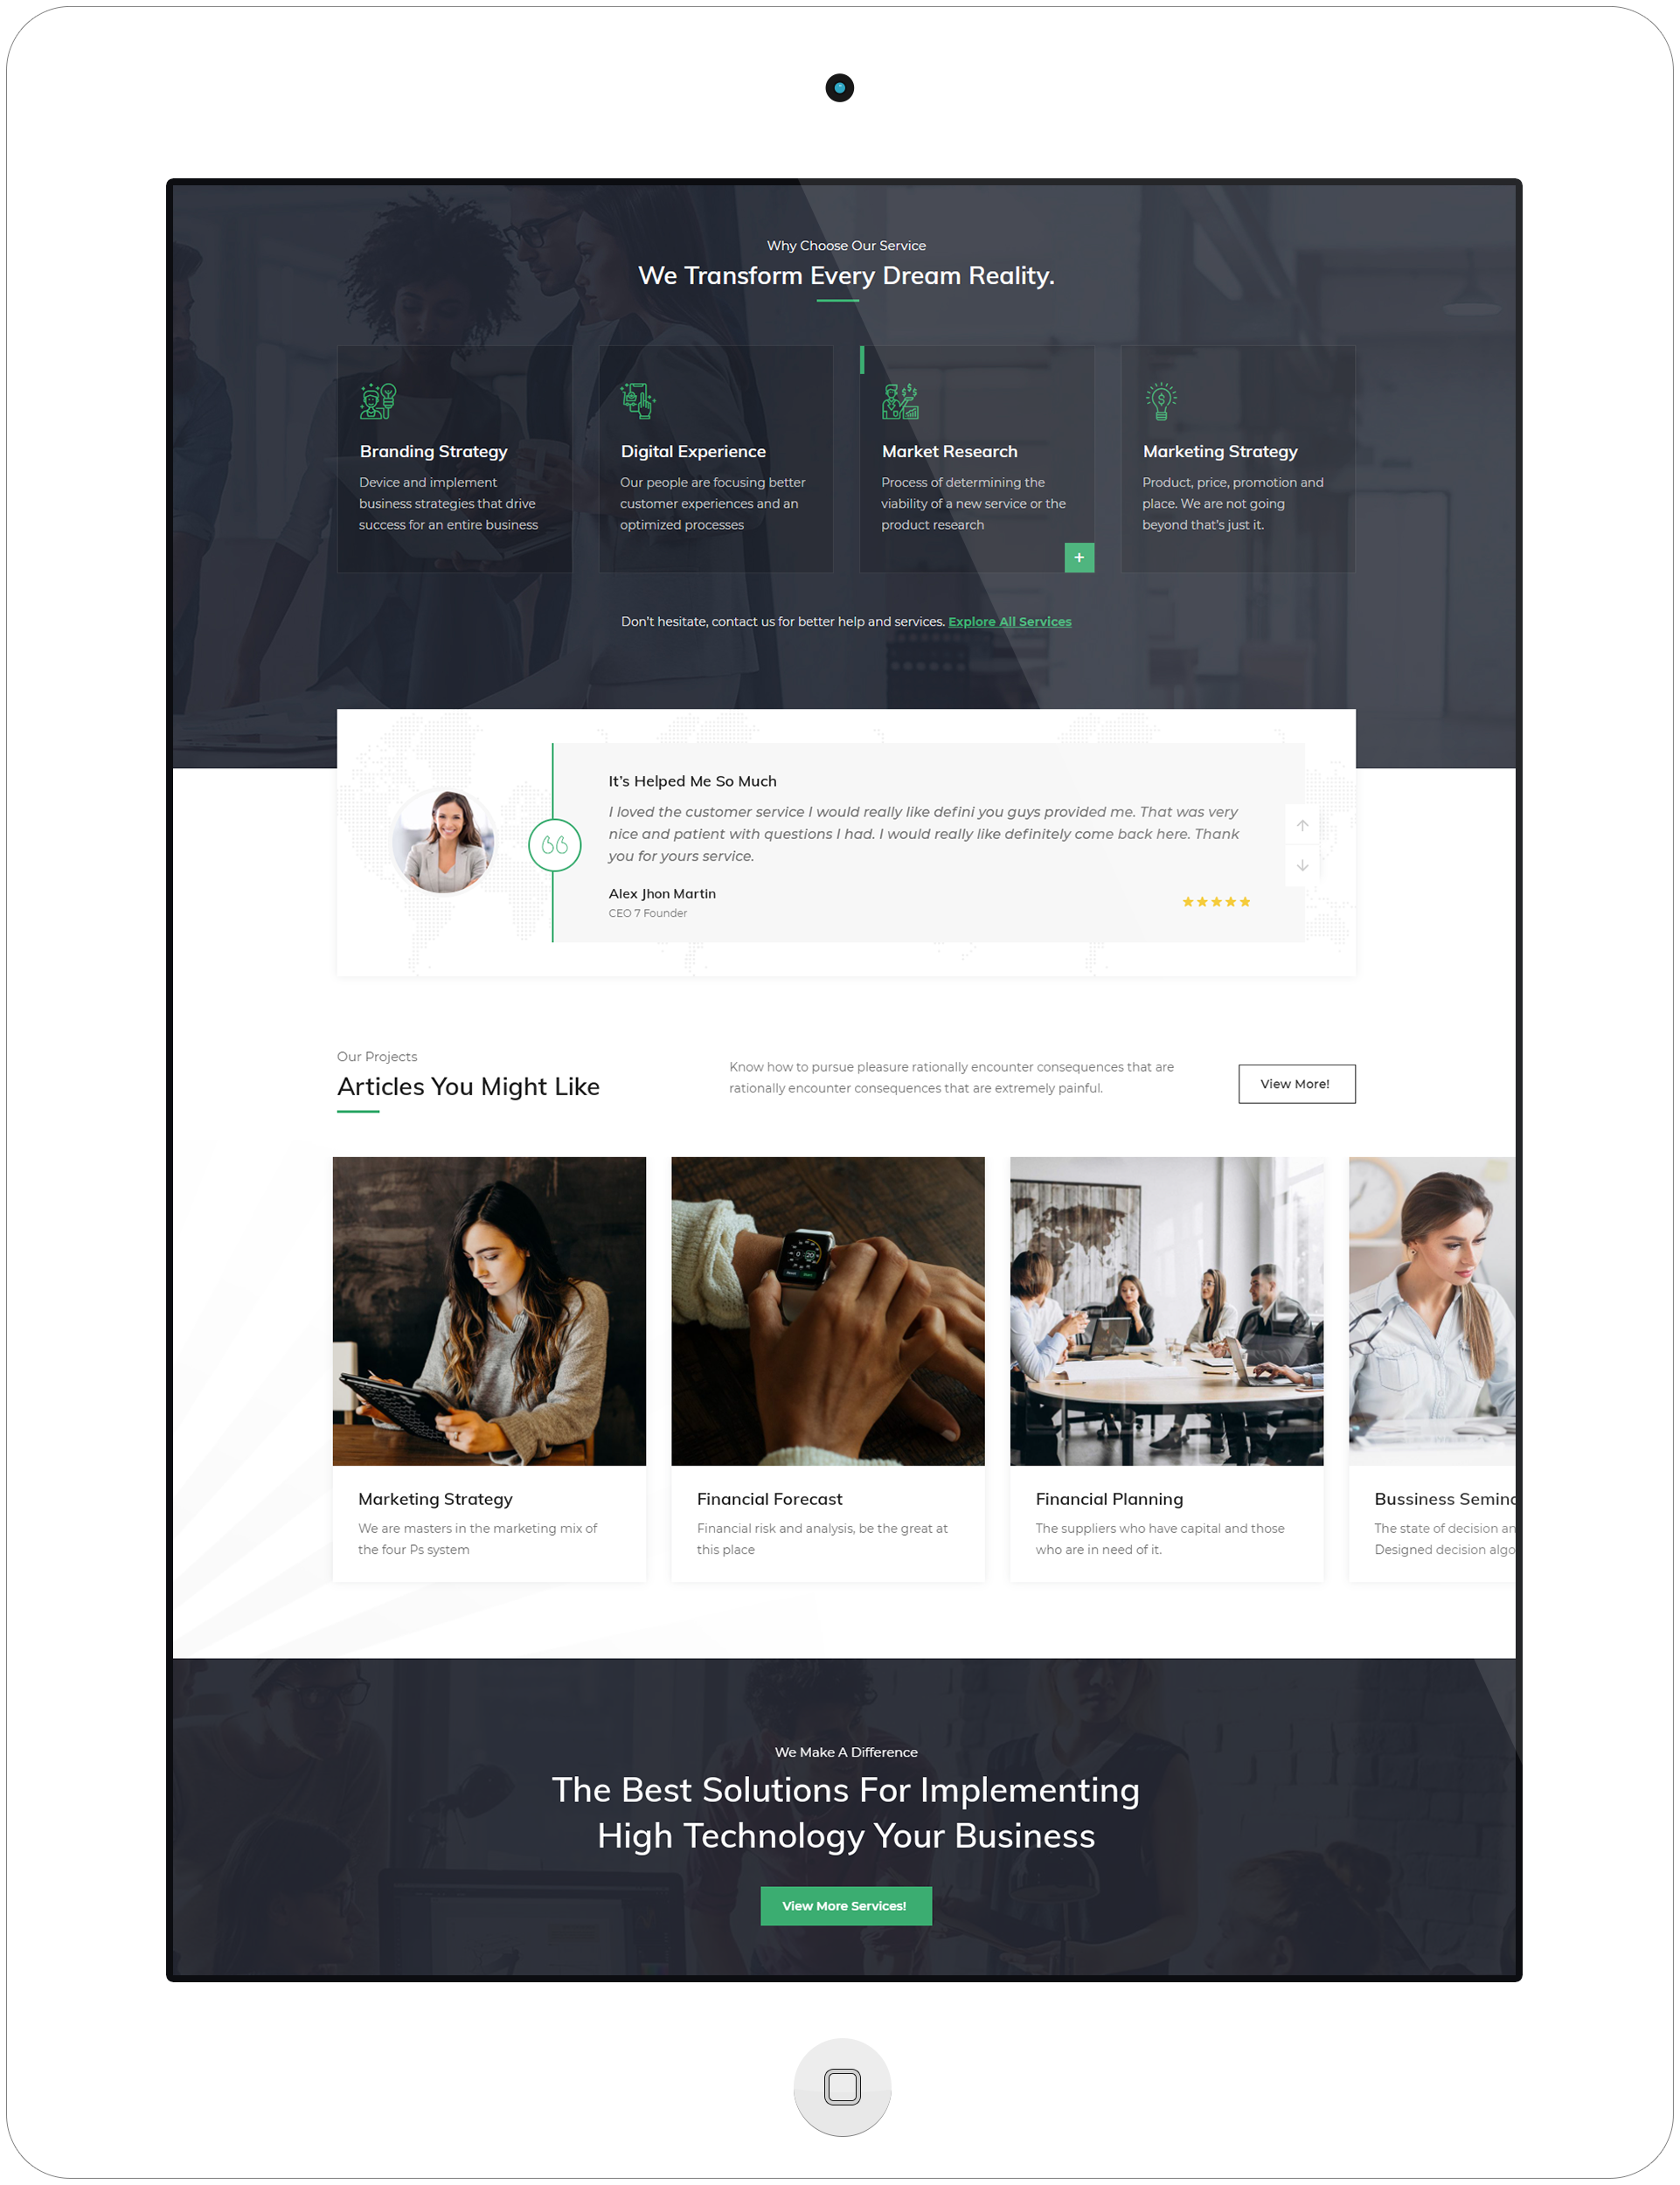 Why Choose Our Service
We Transform Every Dream Reality.
Branding Strategy
Device and implement
business strategies that drive
success for an entire business
Digital Experience
Our people are focusing better
customer experiences and an
optimized processes
Market Research
Process of determining the
viability of a new service or the
product research
+
Marketing Strategy
Product, price, promotion and
place. We are not going
beyond that's just it.
Don't hesitate, contact us for better help and services. Explore All Services
It's Helped Me So Much
I loved the customer service I would really like defini you guys provided me. That was very
nice and patient with questions I had. I would really like definitely come back here. Thank
you for yours service.
Alex Jhon Martin
CEO 7 Founder
Our Projects
Articles You Might Like
Know how to pursue pleasure rationally encounter consequences that are
rationally encounter consequences that are extremely painful.
View More!
Marketing Strategy
We are masters in the marketing mix of
the four Ps system
Financial Forecast
Financial risk and analysis, be the great at
this place
Financial Planning
The suppliers who have capital and those
who are in need of it.
Bussiness Semin
The state of decision an
Designed decision algo
We Make A Difference
The Best Solutions For Implementing
High Technology Your Business
View More Services!